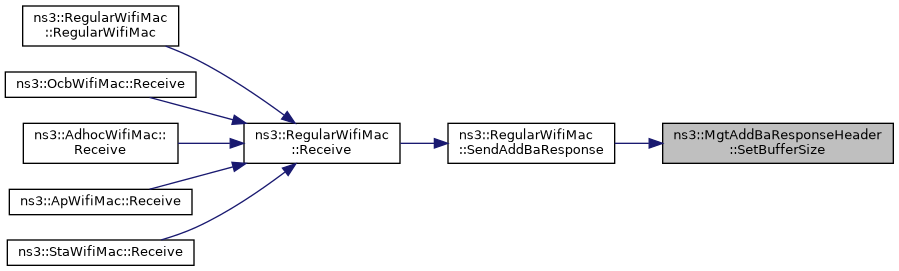 ns3::RegularWifiMac
::RegularWifiMac
ns3::OcbWifiMac::Receive
ns3::AdhocWifiMac::
Receive
ns3::ApWifiMac::Receive
ns3::StaWifiMac::Receive
ns3::RegularWifiMac
::Receive
ns3::RegularWifiMac
::SendAddBaResponse
ns3::MgtAddBaResponseHeader
::SetBufferSize